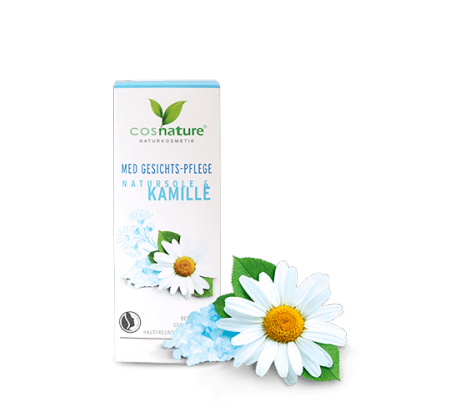 cosnature®
NATURKOSMETIK
MED GESICHTS-PFLEGE
NATURSOLE &
KAMILLE